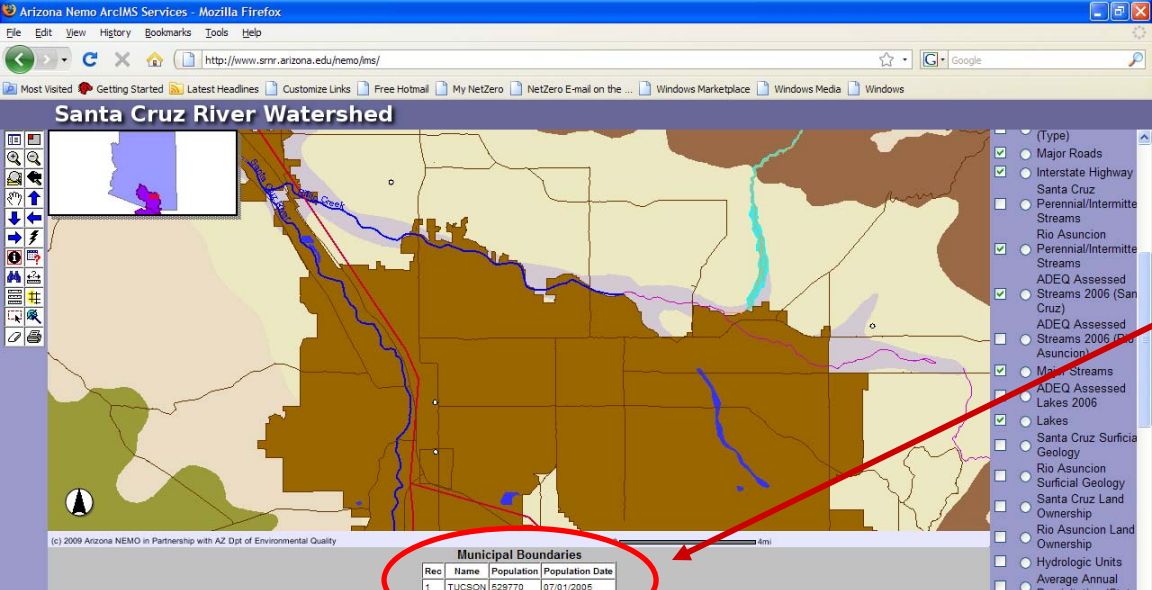 Arizona Nemo ArcIMS Services - Mozilla Firefox
File Edit View History Bookmarks Tools Help
http://www.srnr.arizona.edu/nemo/ims/
G Google
Most Visited Getting Started Latest Headlines Customize Links Free Hotmail My NetZero NetZero E-mail on the ... Windows Marketplace Windows Media Windows
Santa Cruz River Watershed
Santa Cruz River
Creek
(Type)
Major Roads
Interstate Highway
Santa Cruz
Perennial/Intermitte
Streams
Rio Asuncion
Perennial/Intermitte
Streams
ADEQ Assessed
Streams 2006 (San
Cruz)
ADEQ Assessed
Streams 2006 (Rio
Asuncion)
Major Streams
ADEQ Assessed
Lakes 2006
Lakes
Santa Cruz Surficia
Geology
Rio Asuncion
Surficial Geology
Santa Cruz Land
Ownership
Rio Asuncion Land
Ownership
Hydrologic Units
Average Annual
(c) 2009 Arizona NEMO in Partnership with AZ Dpt of Environmental Quality
4mi
Municipal Boundaries
Rec Name Population Population Date
1 TUCSON 529770 07/01/2005